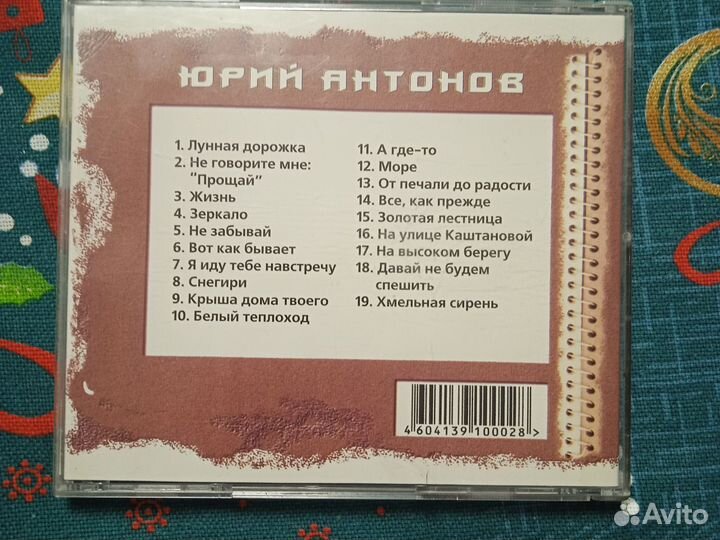 ЮРИЙ АНТОНОВ
1. Лунная дорожка
2. Не говорите мне:
"Прощай"
3. Жизнь
4. Зеркало
5. Не забывай
6. Вот как бывает
7. Я иду тебе навстречу
8. Снегири
9. Крыша дома твоего
10. Белый теплоход
11. А где-то
12. Море
13. От печали до радости
14. Все, как прежде
15. Золотая лестница
16. На улице Каштановой
17. На высоком берегу
18. Давай не будем
спешить
19. Хмельная сирень
4 604139 100028 >
Avito